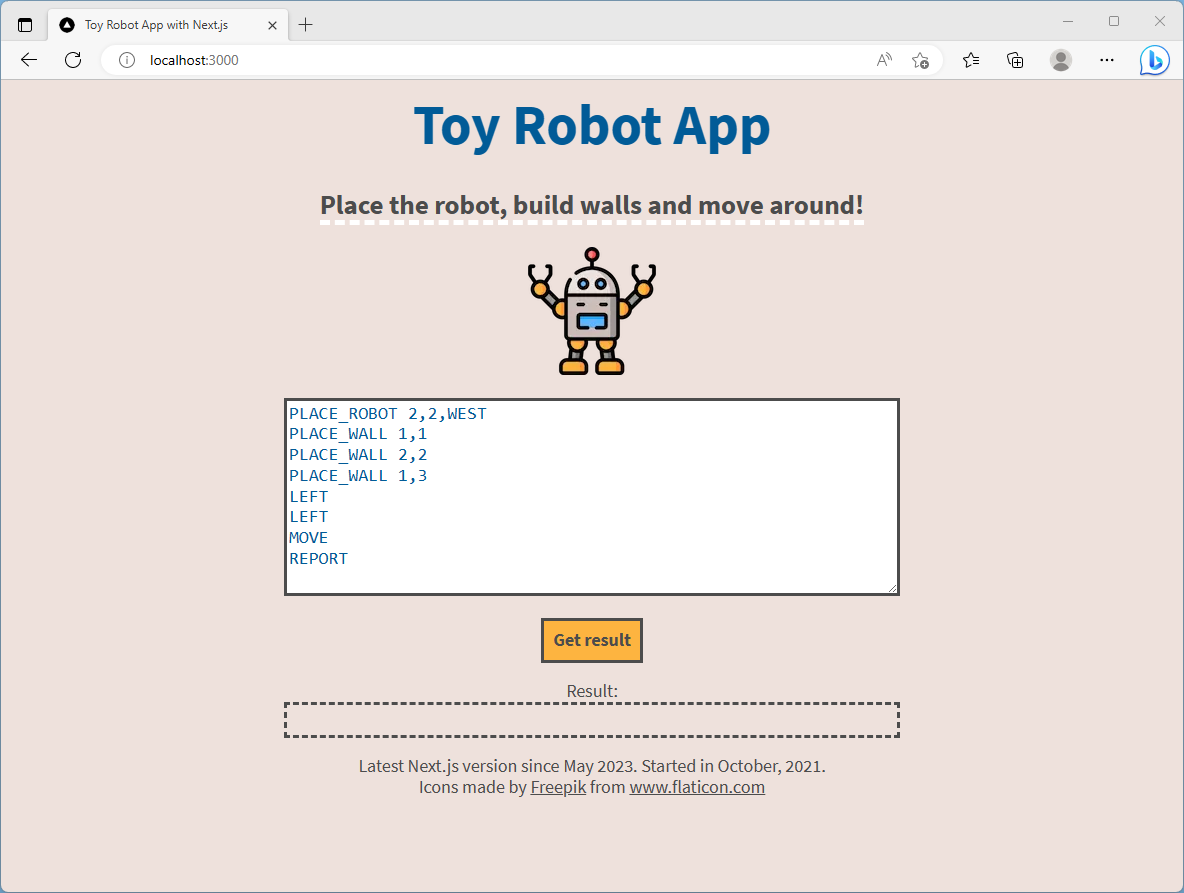 Toy Robot App with Next.js
localhost:3000
Toy Robot App
Place the robot, build walls and move around!
PLACE_ROBOT 2,2,WEST
PLACE_WALL 1,1
PLACE_WALL 2,2
PLACE_WALL 1,3
LEFT
LEFT
MOVE
REPORT
Get result
Result:
Latest Next.js version since May 2023. Started in October, 2021.
Icons made by Freepik from www.flaticon.com